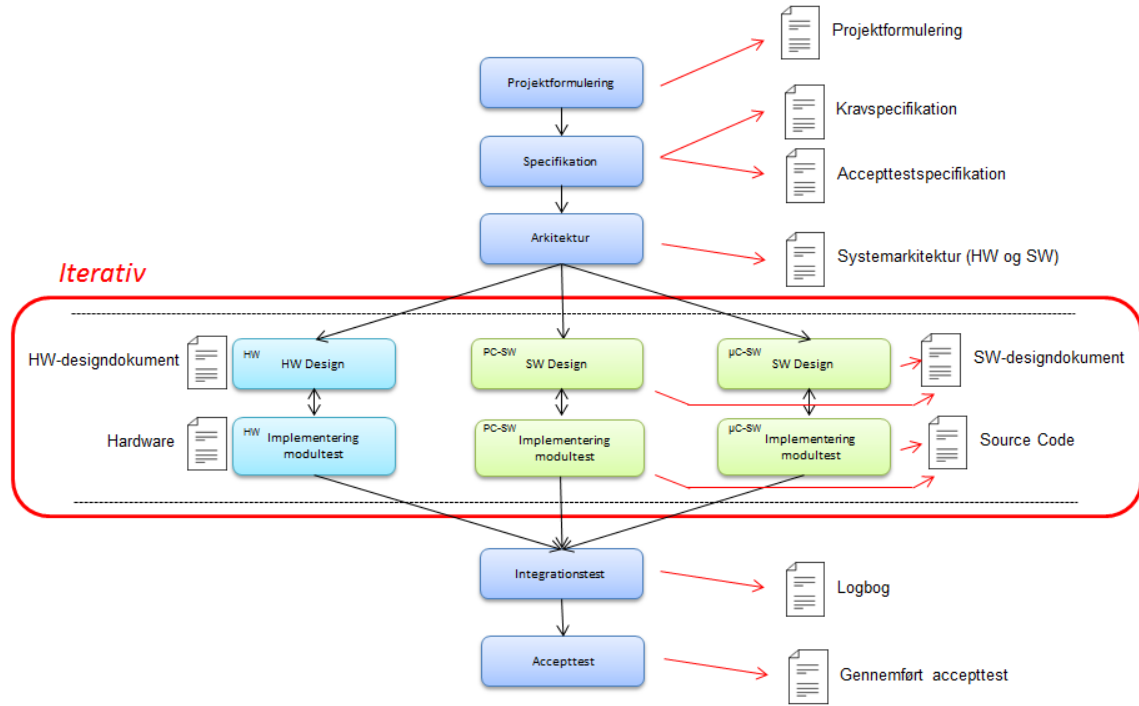 Projektformulering
Projektformulering
Kravspecifikation
Specifikation
Accepttestspecifikation
Arkitektur
Systemarkitektur (HW og SW)
Iterativ
HW-designdokument
HW
HW Design
PC-SW
SW Design
µC-SW
SW Design
SW-designdokument
Hardware
HW
Implementering
modultest
PC-SW
Implementering
modultest
µC-SW
Implementering
modultest
Source Code
Integrationstest
Logbog
Accepttest
Gennemført accepttest